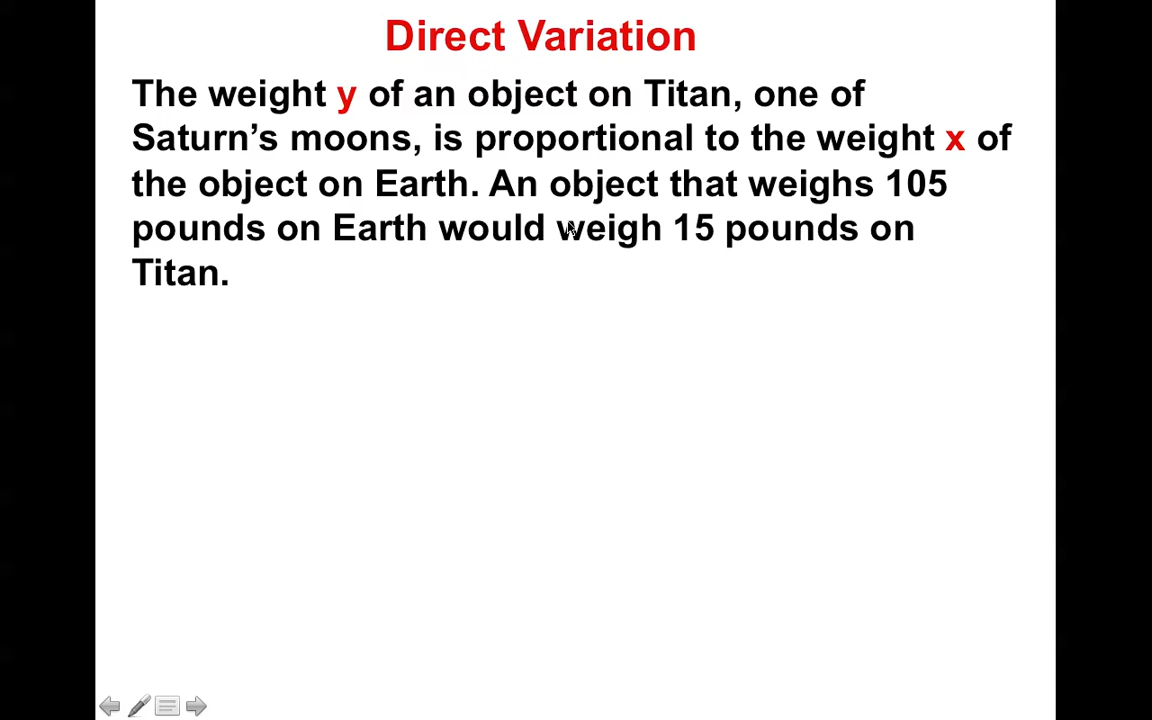 Direct Variation
The weight y of an object on Titan, one of
Saturn’s moons, is proportional to the weight x of
the object on Earth. An object that weighs 105
pounds on Earth would weigh 15 pounds on
Titan.